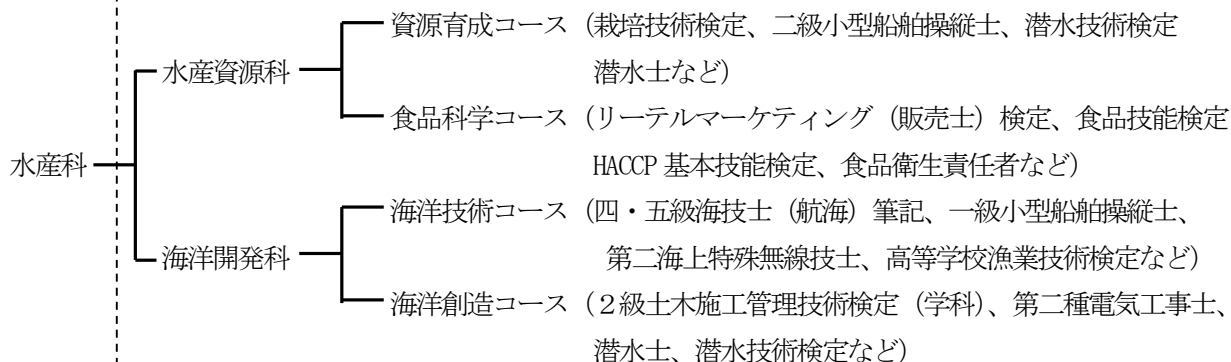 資源育成コース（栽培技術検定、二級小型船舶操縦士、潜水技術検定
潜水士など）
水産資源科
食品科学コース（リーテルマーケティング（販売士）検定、食品技能検定
HACCP 基本技能検定、食品衛生責任者など）
水産科
海洋技術コース（四・五級海技士（航海）筆記、一級小型船舶操縦士、
第二海上特殊無線技士、高等学校漁業技術検定など）
海洋開発科
海洋創造コース（２級土木施工管理技術検定（学科）、第二種電気工事士、
潜水士、潜水技術検定など）